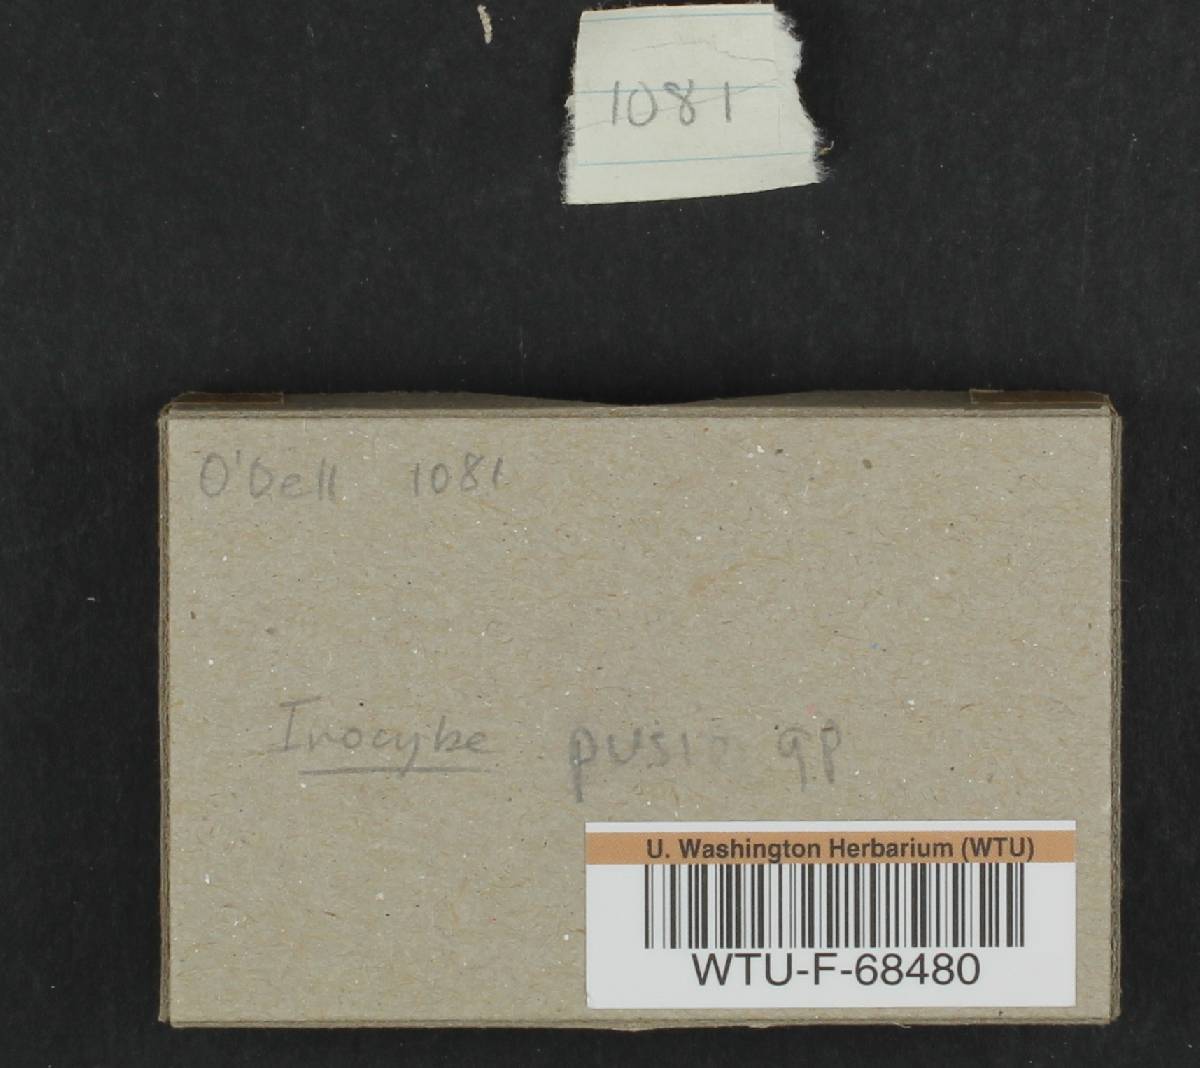 1081
O'Dell 1081
Inocybe pusio gp
U. Washington Herbarium (WTU)
WTU-F-68480